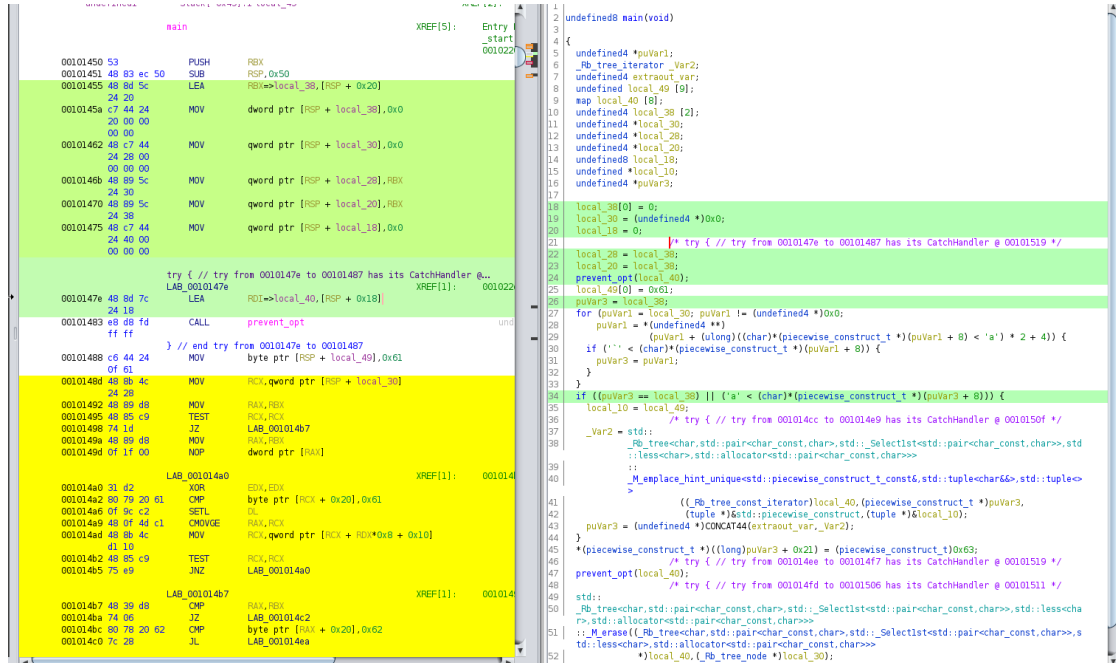 main XREF[5]: Entry
_start
001022
00101450 53 PUSH RBX
00101451 48 83 ec 50 SUB RSP,0x50
00101455 48 8d 5c LEA RBX=>local_38,[RSP + 0x20]
24 20
0010145a c7 44 24 MOV dword ptr [RSP + local_38],0x0
20 00 00
00 00
00101462 48 c7 44 MOV qword ptr [RSP + local_30],0x0
24 28 00
00 00 00
0010146b 48 89 5c MOV qword ptr [RSP + local_28],RBX
24 30
00101470 48 89 5c MOV qword ptr [RSP + local_20],RBX
24 38
00101475 48 c7 44 MOV qword ptr [RSP + local_18],0x0
24 40 00
00 00 00
try { // try from 0010147e to 00101487 has its CatchHandler @...
LAB_0010147e XREF[1]: 001022
0010147e 48 8d 7c LEA RDI=>local_40,[RSP + 0x18]
24 18
00101483 e8 d8 fd CALL prevent_opt und
ff ff
} // end try from 0010147e to 00101487
00101488 c6 44 24 MOV byte ptr [RSP + local_49],0x61
0f 61
0010148d 48 8b 4c MOV RCX,qword ptr [RSP + local_30]
24 28
00101492 48 89 d8 MOV RAX,RBX
00101495 48 85 c9 TEST RCX,RCX
00101498 74 1d JZ LAB_001014b7
0010149a 48 89 d8 MOV RAX,RBX
0010149d 0f 1f 00 NOP dword ptr [RAX]
LAB_001014a0 XREF[1]: 001014
001014a0 31 d2 XOR EDX,EDX
001014a2 80 79 20 61 CMP byte ptr [RCX + 0x20],0x61
001014a6 0f 9c c2 SETL DL
001014a9 48 0f 4d c1 CMOVGE RAX,RCX
001014ad 48 8b 4c MOV RCX,qword ptr [RCX + RDX*0x8 + 0x10]
d1 10
001014b2 48 85 c9 TEST RCX,RCX
001014b5 75 e9 JNZ LAB_001014a0
LAB_001014b7 XREF[1]: 001014
001014b7 48 39 d8 CMP RAX,RBX
001014ba 74 06 JZ LAB_001014c2
001014bc 80 78 20 62 CMP byte ptr [RAX + 0x20],0x62
001014c0 7c 28 JL LAB_001014ea
1
2 undefined8 main(void)
3
4 {
5 undefined4 *puVar1;
6 _Rb_tree_iterator _Var2;
7 undefined4 extraout_var;
8 undefined local_49 [9];
9 map local_40 [8];
10 undefined4 local_38 [2];
11 undefined4 *local_30;
12 undefined4 *local_28;
13 undefined4 *local_20;
14 undefined8 local_18;
15 undefined *local_10;
16 undefined4 *puVar3;
17
18 local_38[0] = 0;
19 local_30 = (undefined4 *)0x0;
20 local_18 = 0;
21 /* try { // try from 0010147e to 00101487 has its CatchHandler @ 00101519 */
22 local_28 = local_38;
23 local_20 = local_38;
24 prevent_opt(local_40);
25 local_49[0] = 0x61;
26 puVar3 = local_38;
27 for (puVar1 = local_30; puVar1 != (undefined4 *)0x0;
28 puVar1 = *(undefined4 **)
29 (puVar1 + (ulong)((char)*(piecewise_construct_t *)(puVar1 + 8) < 'a') * 2 + 4)) {
30 if ('`' < (char)*(piecewise_construct_t *)(puVar1 + 8)) {
31 puVar3 = puVar1;
32 }
33 }
34 if ((puVar3 == local_38) || ('a' < (char)*(piecewise_construct_t *)(puVar3 + 8))) {
35 local_10 = local_49;
36 /* try { // try from 001014cc to 001014e9 has its CatchHandler @ 0010150f */
37 _Var2 = std::
38 _Rb_tree<char,std::pair<char_const,char>,std::_Select1st<std::pair<char_const,char>>,std
::less<char>,std::allocator<std::pair<char_const,char>>>
39 ::
40 _M_emplace_hint_unique<std::piecewise_construct_t_const&,std::tuple<char&&>,std::tuple<>
>
41 ((_Rb_tree_const_iterator)local_40,(piecewise_construct_t *)puVar3,
42 (tuple *)&std::piecewise_construct,(tuple *)&local_10);
43 puVar3 = (undefined4 *)CONCAT44(extraout_var,_Var2);
44 }
45 *(piecewise_construct_t *)((long)puVar3 + 0x21) = (piecewise_construct_t)0x63;
46 /* try { // try from 001014ee to 001014f7 has its CatchHandler @ 00101519 */
47 prevent_opt(local_40);
48 /* try { // try from 001014fd to 00101506 has its CatchHandler @ 00101511 */
49 std::
50 _Rb_tree<char,std::pair<char_const,char>,std::_Select1st<std::pair<char_const,char>>,std::less<cha
r>,std::allocator<std::pair<char_const,char>>>
51 ::_M_erase((_Rb_tree<char,std::pair<char_const,char>,std::_Select1st<std::pair<char_const,char>>,s
td::less<char>,std::allocator<std::pair<char_const,char>>>
52 *)local_40,(_Rb_tree_node *)local_30);